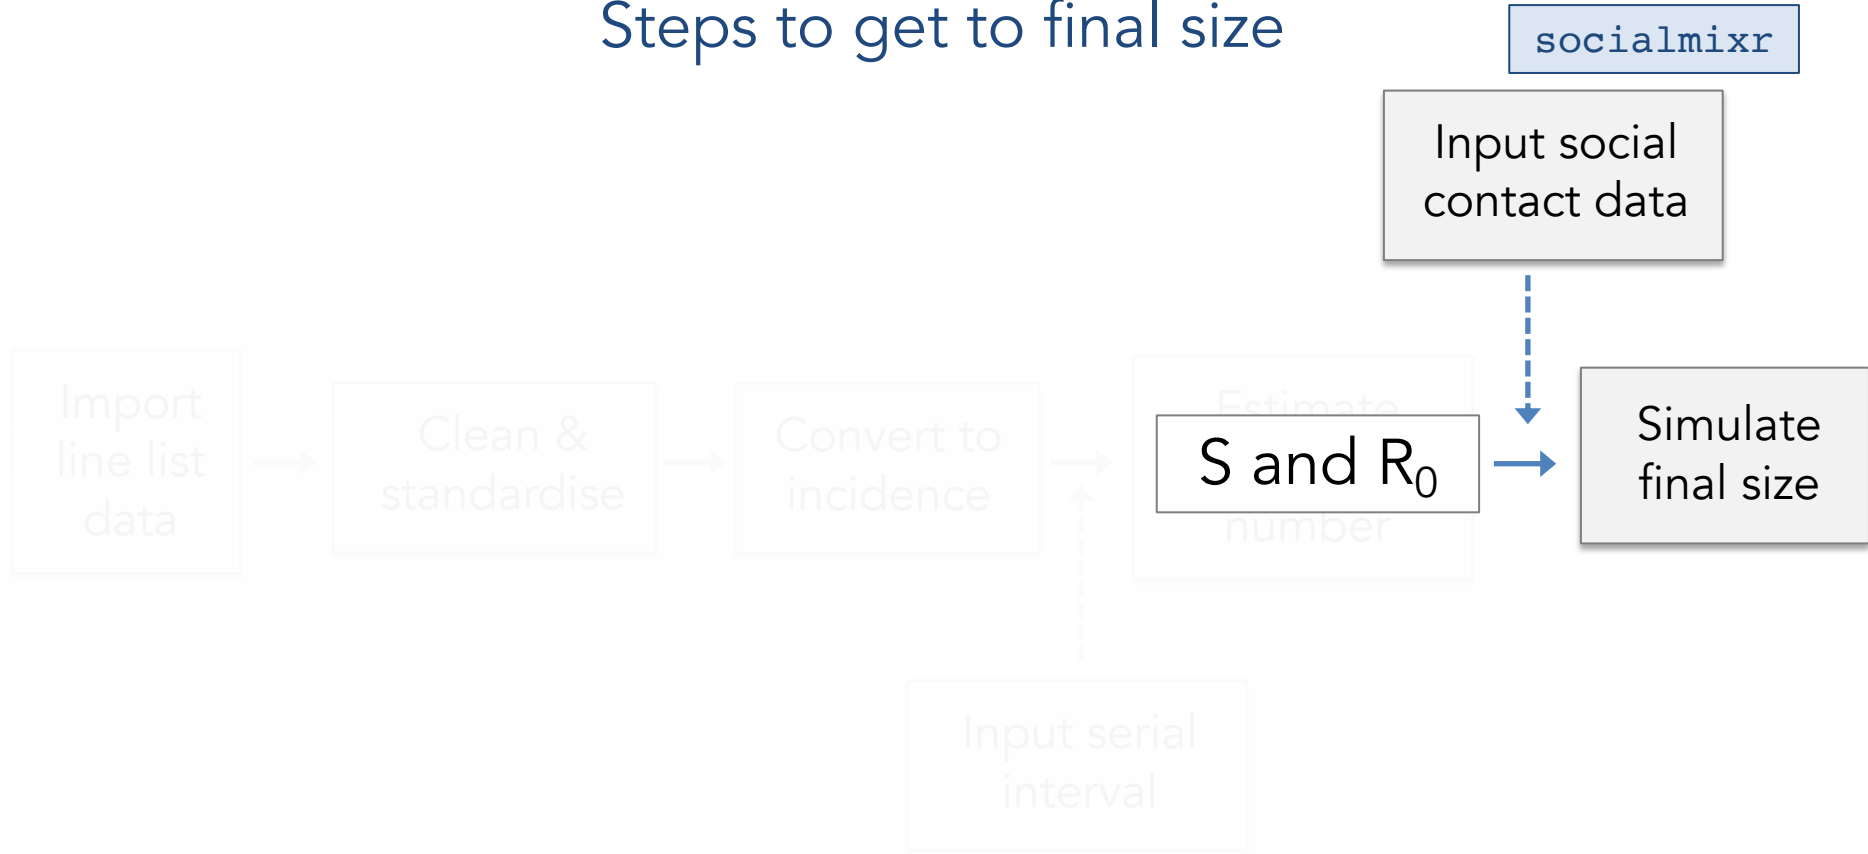 Steps to get to final size
socialmixr
Input social
contact data
Import
line list
data
Clean &
standardise
Convert to
incidence
Estimate
number
S and R₀
Simulate
final size
Input serial
interval